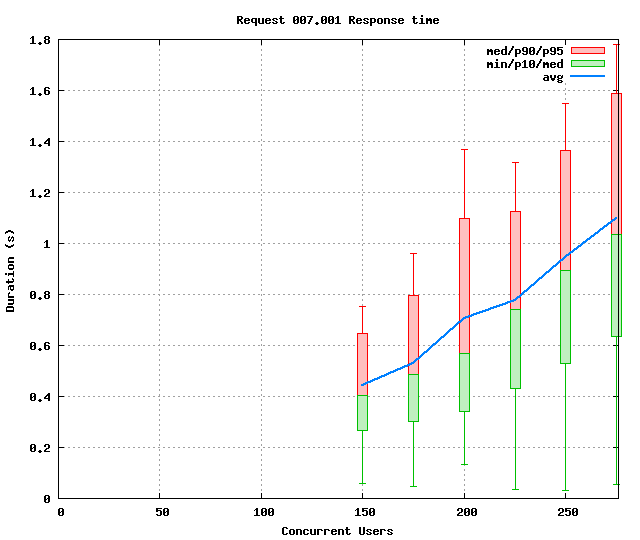 Request 007.001 Response time
med/p90/p95
min/p10/med
avg
1.8
1.6
1.4
1.2
1
0.8
0.6
0.4
0.2
0
Duration (s)
0 50 100 150 200 250
Concurrent Users